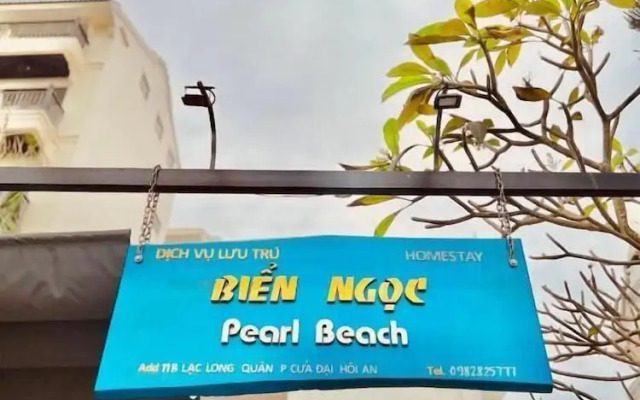 DỊCH VỤ LƯU TRÚ HOMESTAY
BIỂN NGỌC
Pearl Beach
Add 11B LẠC LONG QUÂN P CỬA ĐẠI HỘI AN Tel. 0982825771